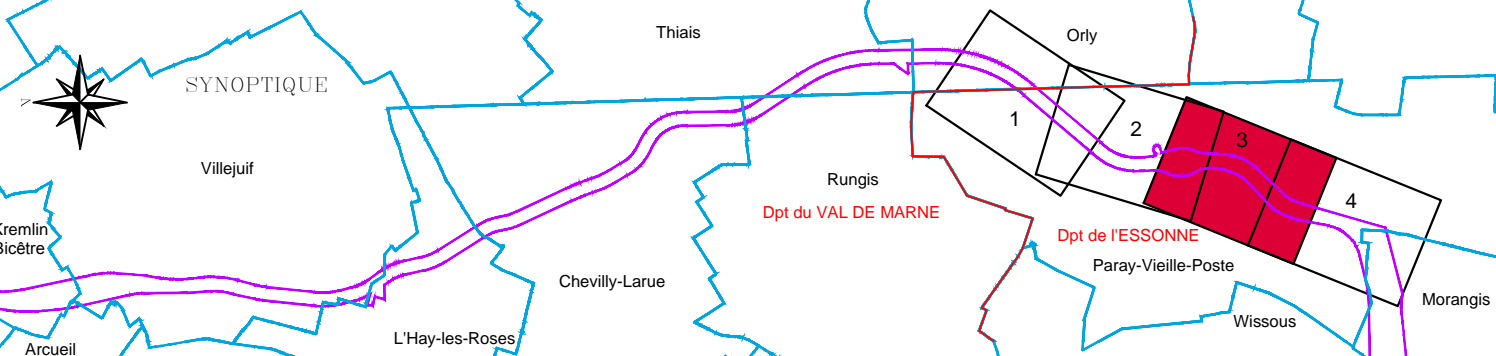 Thiais
Orly
SYNOPTIQUE
N
1
2
3
4
Villejuif
Rungis
Dpt du VAL DE MARNE
Dpt de l'ESSONNE
Kremlin
Bicêtre
Chevilly-Larue
Paray-Vieille-Poste
Morangis
Wissous
L'Hay-les-Roses
Arcueil